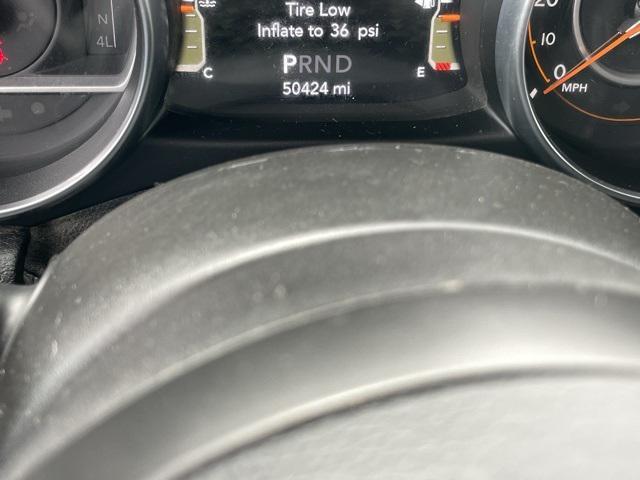 N
4L
Tire Low
Inflate to 36 psi
PRND
50424 mi
C
E
20
10
0
MPH